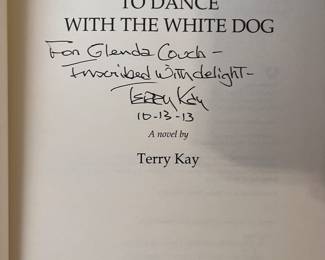 TO DANCE
WITH THE WHITE DOG
For Glenda Couch –
Inscribed with delight –
Terry Kay
10-13-13
A novel by
Terry Kay